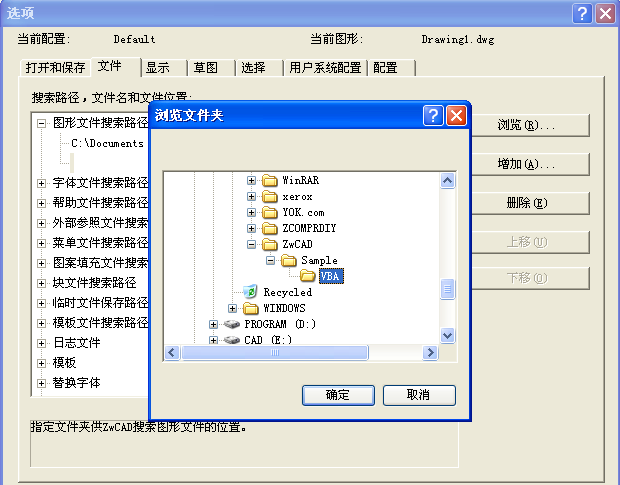 选项
当前配置: Default 当前图形: Drawing1.dwg
打开和保存 文件 显示 草图 选择 用户系统配置 配置
搜索路径，文件名和文件位置:
图形文件搜索路径
C:\Documents
字体文件搜索路径
帮助文件搜索路径
外部参照文件搜索
菜单文件搜索路径
图案填充文件搜索
块文件搜索路径
临时文件保存路径
模板文件搜索路径
日志文件
模板
替换字体
浏览文件夹
WinRAR
xerox
YOK.com
ZCOMPRDIY
ZwCAD
Sample
VBA
Recycled
WINDOWS
PROGRAM (D:)
CAD (E:)
确定 取消
浏览(R)...
增加(A)...
删除(E)
上移(U)
下移(O)
指定文件夹供ZwCAD搜索图形文件的位置。